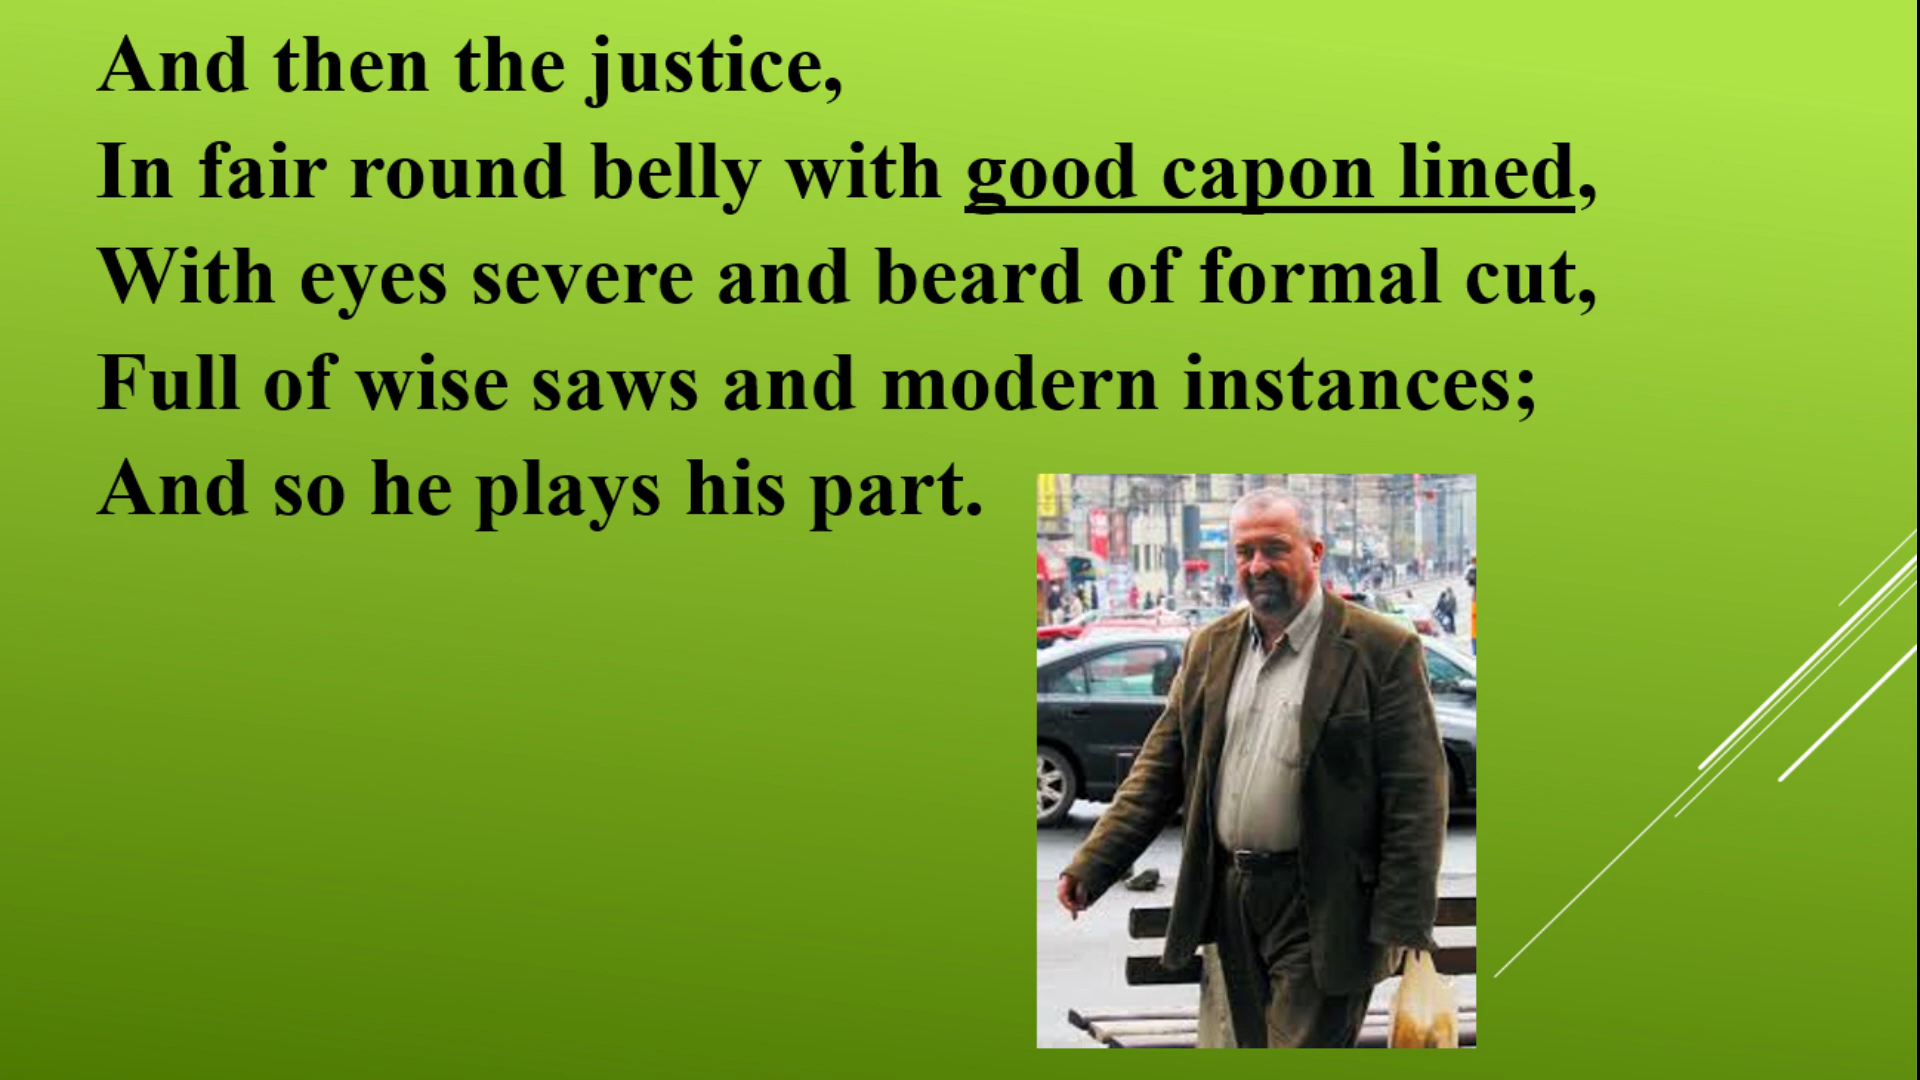 And then the justice,
In fair round belly with good capon lined,
With eyes severe and beard of formal cut,
Full of wise saws and modern instances;
And so he plays his part.